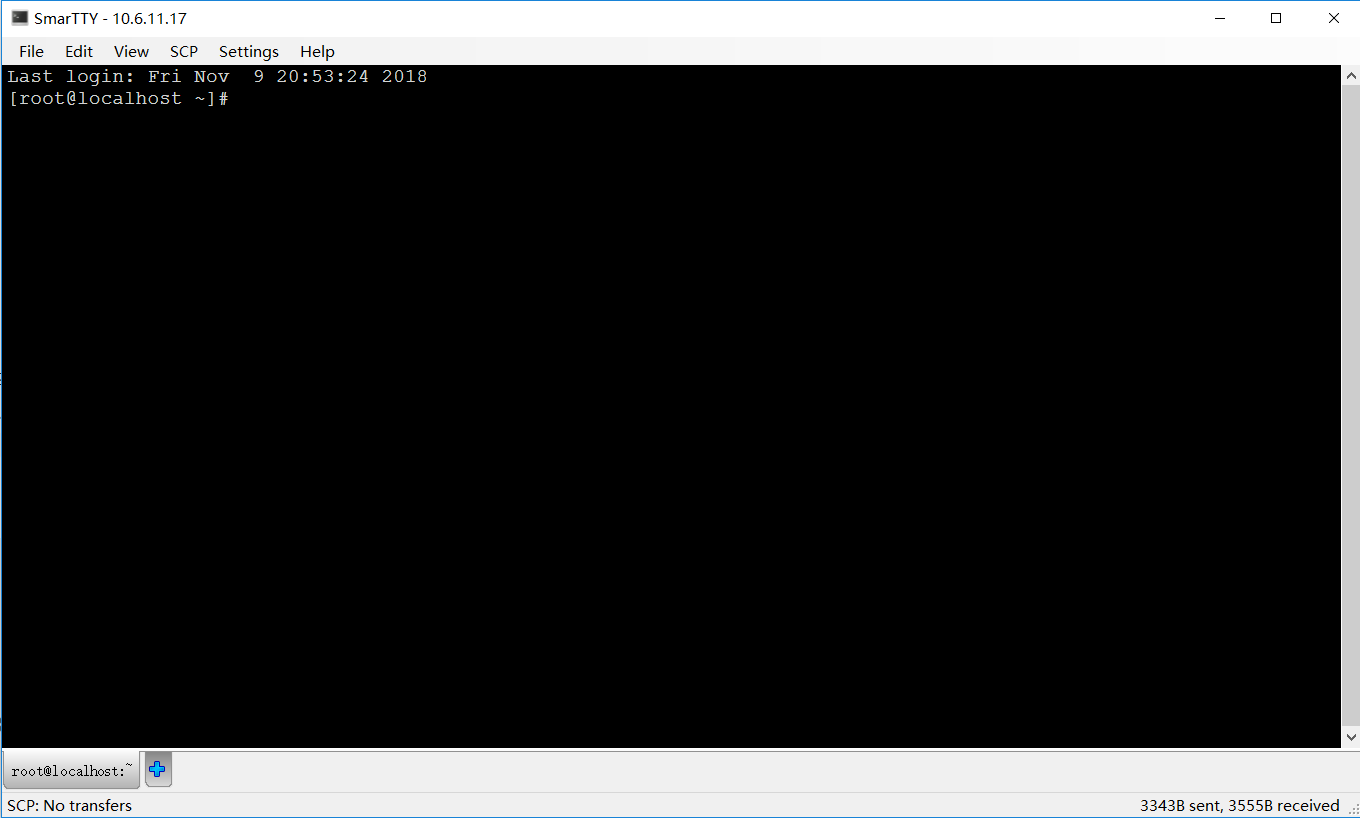 SmarTTY - 10.6.11.17
File Edit View SCP Settings Help
Last login: Fri Nov  9 20:53:24 2018
[root@localhost ~]#
root@localhost:~
SCP: No transfers
3343B sent, 3555B received